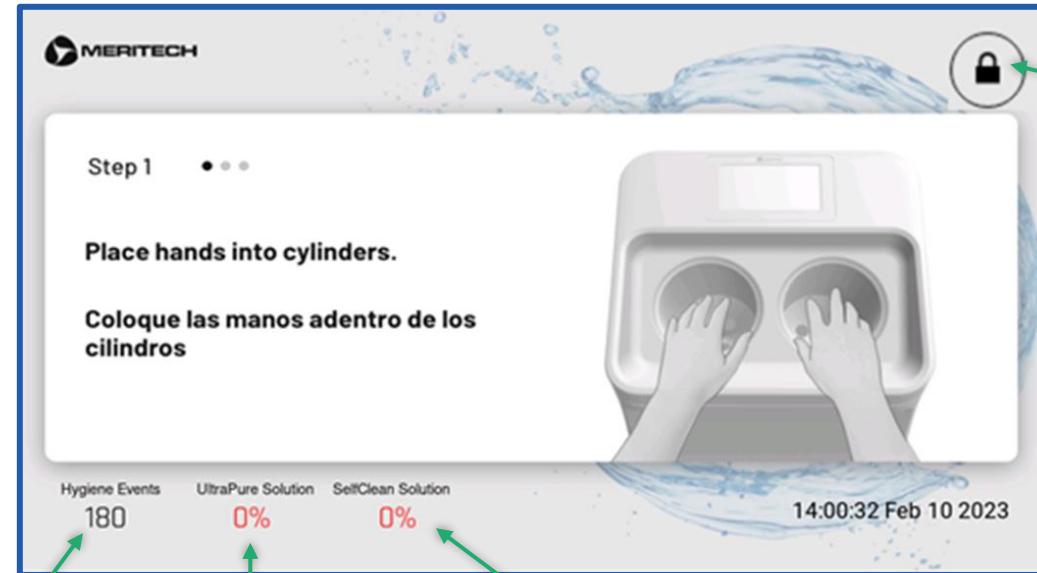 MERITECH
Step 1
Place hands into cylinders.
Coloque las manos adentro de los
cilindros
Hygiene Events UltraPure Solution SelfClean Solution
180 0% 0%
14:00:32 Feb 10 2023